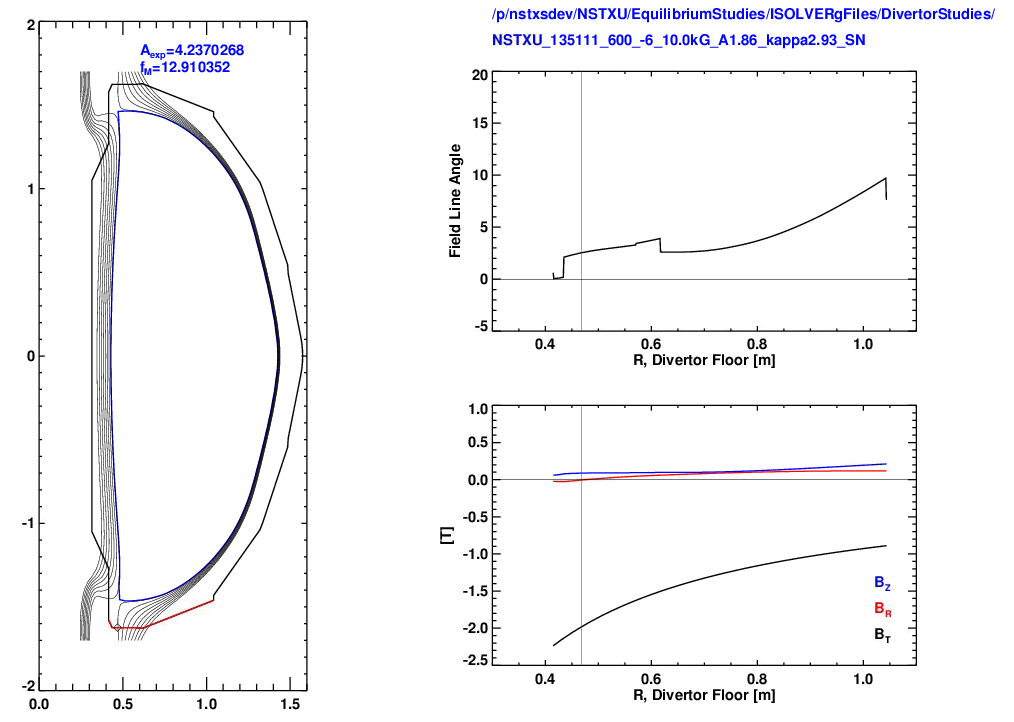 /p/nstxsdev/NSTXU/EquilibriumStudies/ISOLVERgFiles/DivertorStudies/
NSTXU_135111_600_-6_10.0kG_A1.86_kappa2.93_SN
A_exp=4.2370268
f_M=12.910352
2
1
0
-1
-2
0.0 0.5 1.0 1.5
Field Line Angle
20
15
10
5
0
-5
0.4 0.6 0.8 1.0
R, Divertor Floor [m]
[T]
1.0
0.5
0.0
-0.5
-1.0
-1.5
-2.0
-2.5
B_Z
B_R
B_T
0.4 0.6 0.8 1.0
R, Divertor Floor [m]